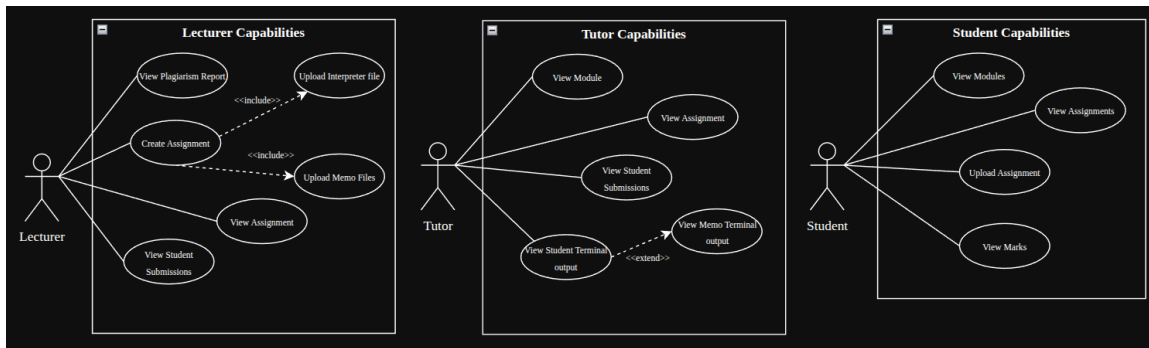 Lecturer Capabilities
View Plagiarism Report
Upload Interpreter file
<<include>>
Create Assignment
<<include>>
Upload Memo Files
View Assignment
View Student
Submissions
Lecturer
Tutor Capabilities
View Module
View Assignment
View Student
Submissions
View Memo Terminal
output
View Student Terminal
output
<<extend>>
Tutor
Student Capabilities
View Modules
View Assignments
Upload Assignment
View Marks
Student